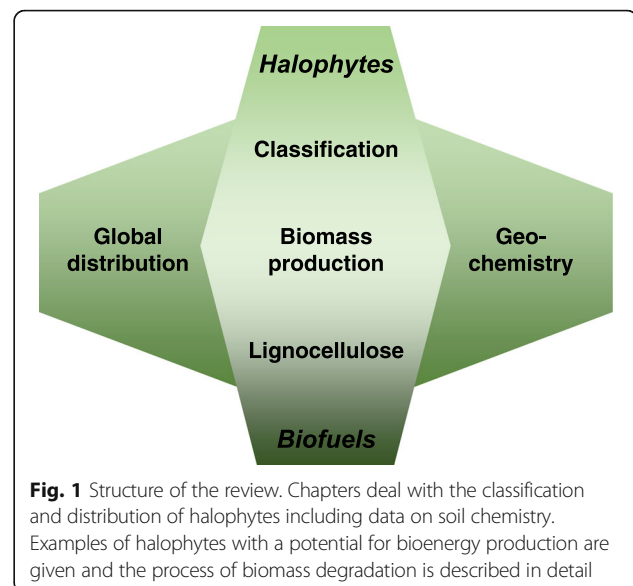 Halophytes
Classification
Global
distribution
Biomass
production
Geo-
chemistry
Lignocellulose
Biofuels
Fig. 1 Structure of the review. Chapters deal with the classification
and distribution of halophytes including data on soil chemistry.
Examples of halophytes with a potential for bioenergy production are
given and the process of biomass degradation is described in detail